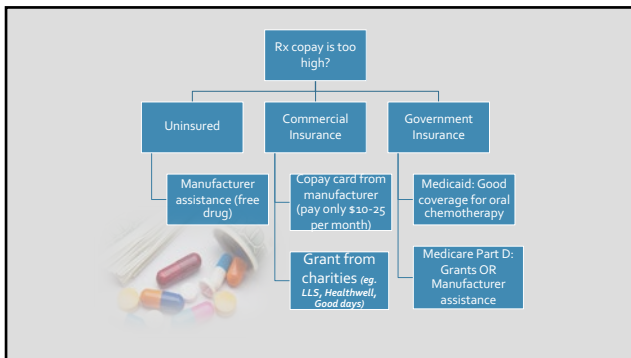 Rx copay is too
high?
Uninsured
Commercial
Insurance
Government
Insurance
Manufacturer
assistance (free
drug)
Copay card from
manufacturer
(pay only $10-25
per month)
Medicaid: Good
coverage for oral
chemotherapy
Grant from
charities (eg.
LLS, Healthwell,
Good days)
Medicare Part D:
Grants OR
Manufacturer
assistance